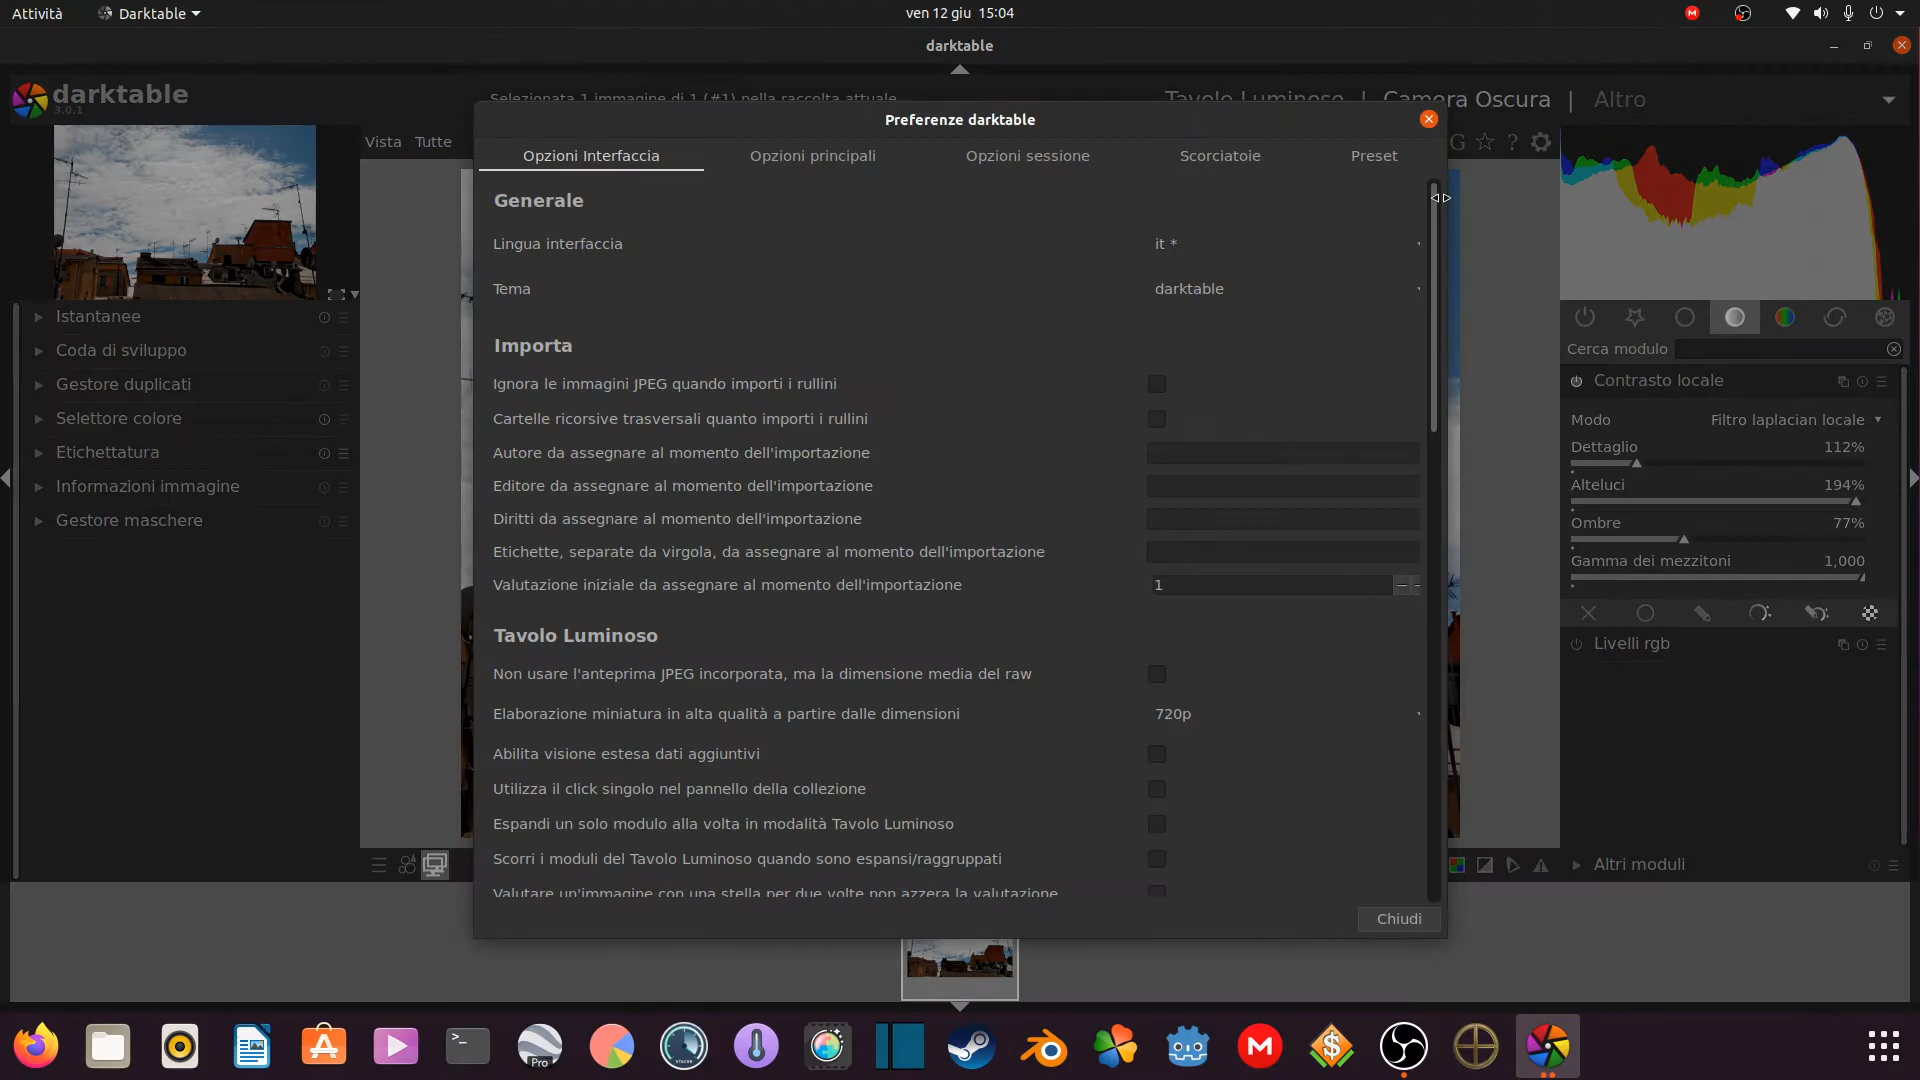 Attività
Darktable
ven 12 giu 15:04
darktable
darktable
3.0.1
Selezionata 1 immagine di 1 (#1) nella raccolta attuale
Tavolo Luminoso | Camera Oscura | Altro
Vista Tutte
G ☆ ?
Preferenze darktable
Opzioni Interfaccia
Opzioni principali
Opzioni sessione
Scorciatoie
Preset
Generale
Lingua interfaccia
it *
Tema
darktable
Importa
Ignora le immagini JPEG quando importi i rullini
Cartelle ricorsive trasversali quanto importi i rullini
Autore da assegnare al momento dell'importazione
Editore da assegnare al momento dell'importazione
Diritti da assegnare al momento dell'importazione
Etichette, separate da virgola, da assegnare al momento dell'importazione
Valutazione iniziale da assegnare al momento dell'importazione
1
Tavolo Luminoso
Non usare l'anteprima JPEG incorporata, ma la dimensione media del raw
Elaborazione miniatura in alta qualità a partire dalle dimensioni
720p
Abilita visione estesa dati aggiuntivi
Utilizza il click singolo nel pannello della collezione
Espandi un solo modulo alla volta in modalità Tavolo Luminoso
Scorri i moduli del Tavolo Luminoso quando sono espansi/raggruppati
Valutare un'immagine con una stella per due volte non azzera la valutazione
Chiudi
Istantanee
Coda di sviluppo
Gestore duplicati
Selettore colore
Etichettatura
Informazioni immagine
Gestore maschere
Cerca modulo
Contrasto locale
Modo
Filtro laplacian locale
Dettaglio
112%
Alteluci
194%
Ombre
77%
Gamma dei mezzitoni
1,000
Livelli rgb
Altri moduli
>_
Pro
STACER
M
$